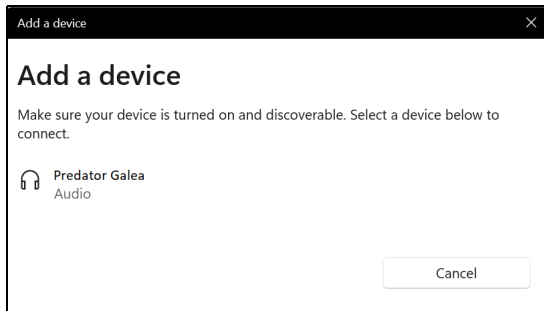 Add a device
Add a device
Make sure your device is turned on and discoverable. Select a device below to
connect.
Predator Galea
Audio
Cancel